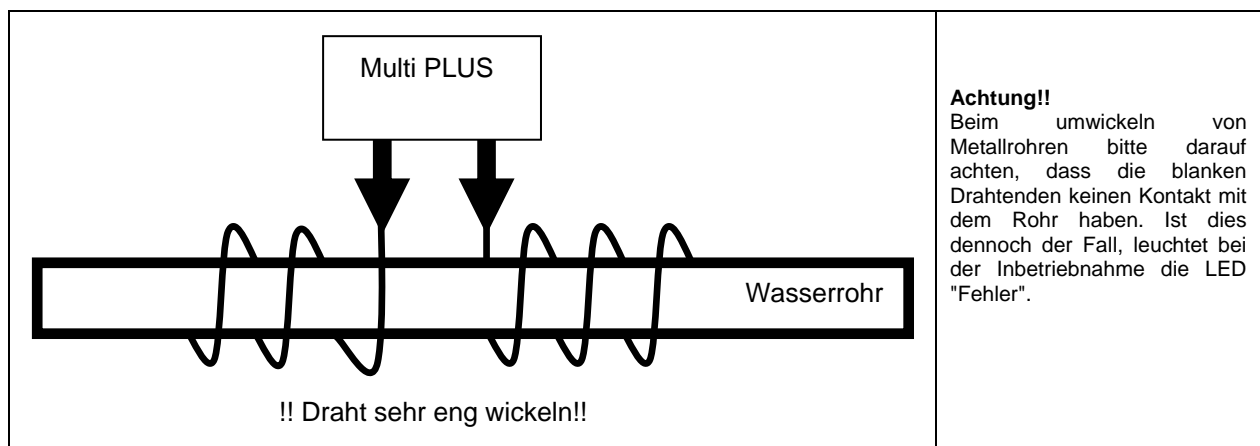 Multi PLUS
Wasserrohr
!! Draht sehr eng wickeln!!
Achtung!!
Beim umwickeln von
Metallrohren bitte darauf
achten, dass die blanken
Drahtenden keinen Kontakt mit
dem Rohr haben. Ist dies
dennoch der Fall, leuchtet bei
der Inbetriebnahme die LED
"Fehler".